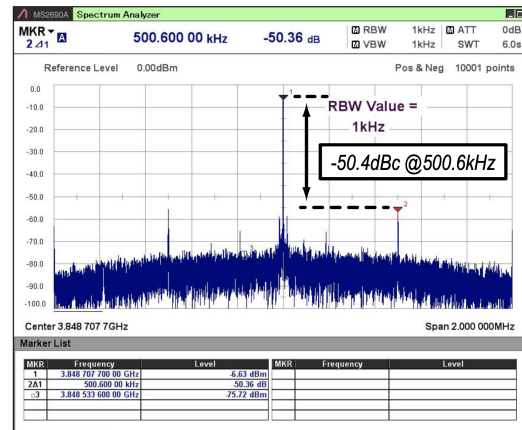 MS2690A Spectrum Analyzer
MKR A 500.600 00 kHz -50.36 dB M RBW 1kHz M ATT 0dB
2 Δ1 M VBW 1kHz SWT 6.0s
Reference Level 0.00dBm Pos & Neg 10001 points
0.0
-10.0
-20.0
-30.0
-40.0
-50.0
-60.0
-70.0
-80.0
-90.0
-100.0
1
RBW Value =
1kHz
-50.4dBc @500.6kHz
2
3
Center 3.848 707 7GHz Span 2.000 000MHz
Marker List
MKR Frequency Level MKR Frequency Level
1 3.848 707 700 00 GHz -6.63 dBm
2Δ1 500.600 00 kHz -50.36 dB
□3 3.848 533 600 00 GHz -75.72 dBm